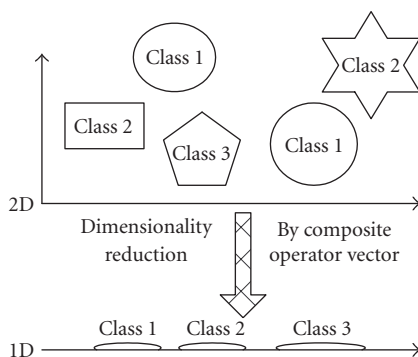 Class 1
Class 2
Class 2
Class 3
Class 1
2D
Dimensionality
reduction
By composite
operator vector
Class 1
Class 2
Class 3
1D